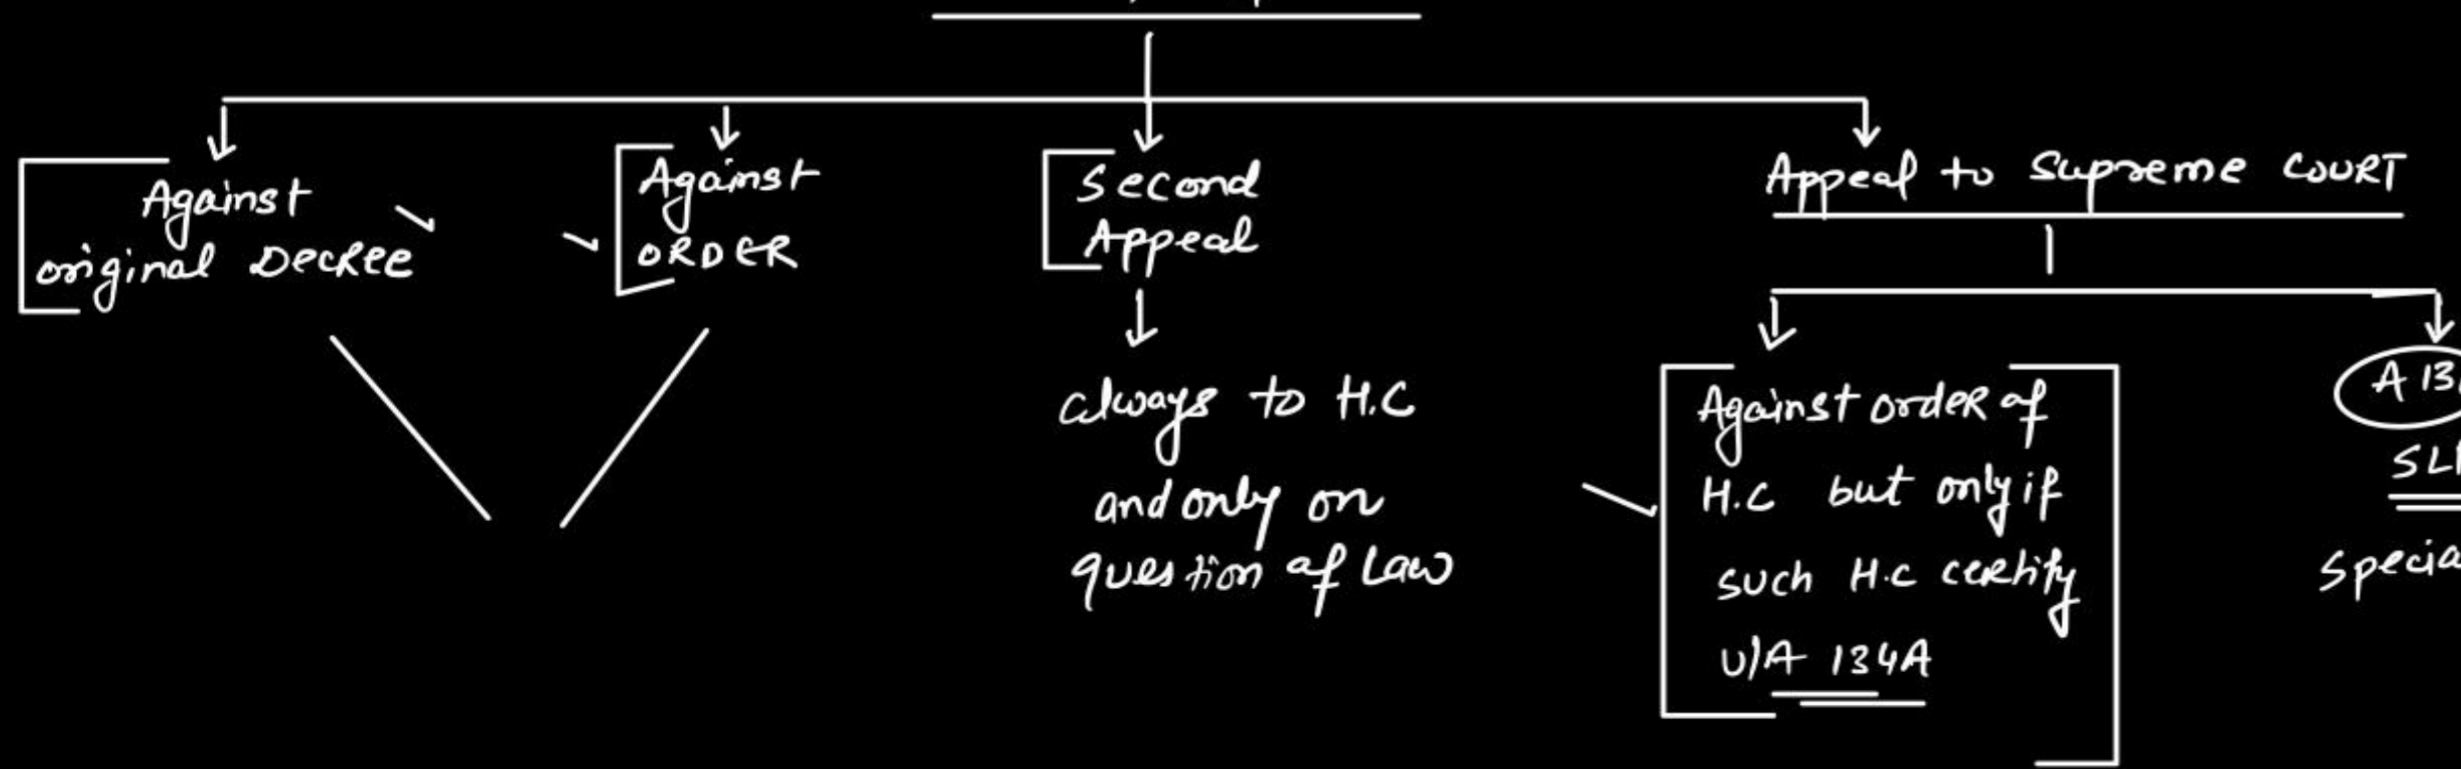 Against
original Decree
Against
ORDER
Second
Appeal
always to H.C
and only on
question of Law
Appeal to Supreme COURT
Against order of
H.C but only if
such H.C certify
U/A 134A